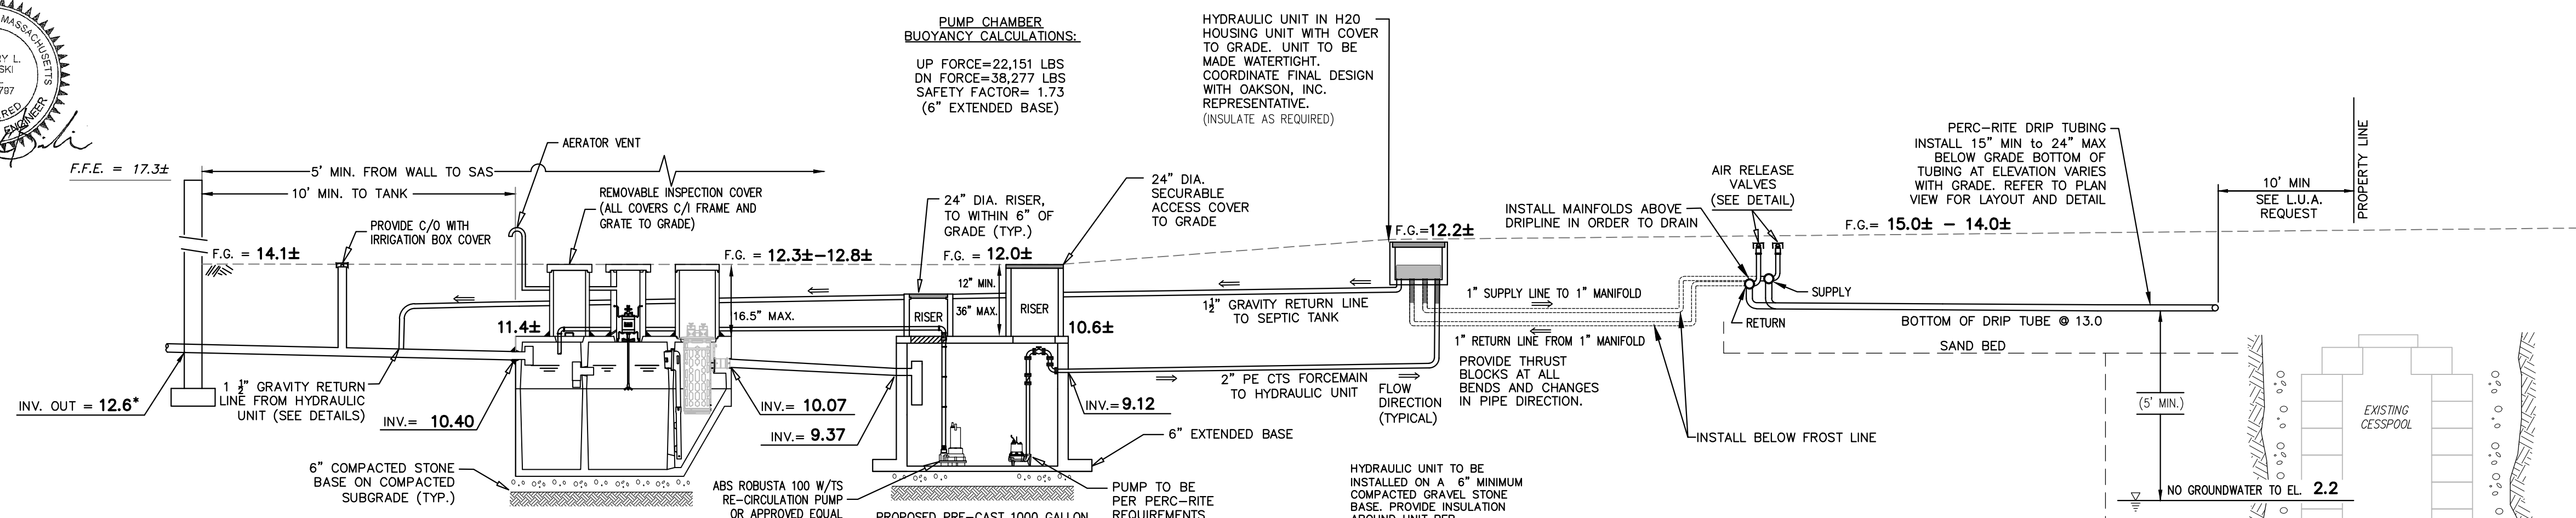 MASSACHUSETTS
Y L.
SKI
797
ERED
ENGINEER
F.F.E. = 17.3±
5' MIN. FROM WALL TO SAS
10' MIN. TO TANK
PROVIDE C/O WITH
IRRIGATION BOX COVER
F.G. = 14.1±
INV. OUT = 12.6*
1 ½" GRAVITY RETURN
LINE FROM HYDRAULIC
UNIT (SEE DETAILS)
INV.= 10.40
6" COMPACTED STONE
BASE ON COMPACTED
SUBGRADE (TYP.)
AERATOR VENT
REMOVABLE INSPECTION COVER
(ALL COVERS C/I FRAME AND
GRATE TO GRADE)
11.4±
F.G. = 12.3±-12.8±
16.5" MAX.
INV.= 10.07
INV.= 9.37
ABS ROBUSTA 100 W/TS
RE-CIRCULATION PUMP
OR APPROVED EQUAL
PUMP CHAMBER
BUOYANCY CALCULATIONS:
UP FORCE=22,151 LBS
DN FORCE=38,277 LBS
SAFETY FACTOR= 1.73
(6" EXTENDED BASE)
24" DIA. RISER,
TO WITHIN 6" OF
GRADE (TYP.)
F.G. = 12.0±
12" MIN.
36" MAX.
RISER
RISER
24" DIA.
SECURABLE
ACCESS COVER
TO GRADE
10.6±
INV.= 9.12
6" EXTENDED BASE
PUMP TO BE
PER PERC-RITE
REQUIREMENTS
PROPOSED PRE-CAST 1000 GALLON
HYDRAULIC UNIT IN H20
HOUSING UNIT WITH COVER
TO GRADE. UNIT TO BE
MADE WATERTIGHT.
COORDINATE FINAL DESIGN
WITH OAKSON, INC.
REPRESENTATIVE.
(INSULATE AS REQUIRED)
F.G.=12.2±
1½" GRAVITY RETURN LINE
TO SEPTIC TANK
2" PE CTS FORCEMAIN
TO HYDRAULIC UNIT
FLOW
DIRECTION
(TYPICAL)
HYDRAULIC UNIT TO BE
INSTALLED ON A 6" MINIMUM
COMPACTED GRAVEL STONE
BASE. PROVIDE INSULATION
AROUND UNIT PER
1" SUPPLY LINE TO 1" MANIFOLD
1" RETURN LINE FROM 1" MANIFOLD
PROVIDE THRUST
BLOCKS AT ALL
BENDS AND CHANGES
IN PIPE DIRECTION.
INSTALL MAINFOLDS ABOVE
DRIPLINE IN ORDER TO DRAIN
AIR RELEASE
VALVES
(SEE DETAIL)
SUPPLY
RETURN
INSTALL BELOW FROST LINE
PERC-RITE DRIP TUBING
INSTALL 15" MIN to 24" MAX
BELOW GRADE BOTTOM OF
TUBING AT ELEVATION VARIES
WITH GRADE. REFER TO PLAN
VIEW FOR LAYOUT AND DETAIL
F.G.= 15.0± - 14.0±
BOTTOM OF DRIP TUBE @ 13.0
SAND BED
10' MIN
SEE L.U.A.
REQUEST
PROPERTY LINE
(5' MIN.)
EXISTING
CESSPOOL
NO GROUNDWATER TO EL. 2.2